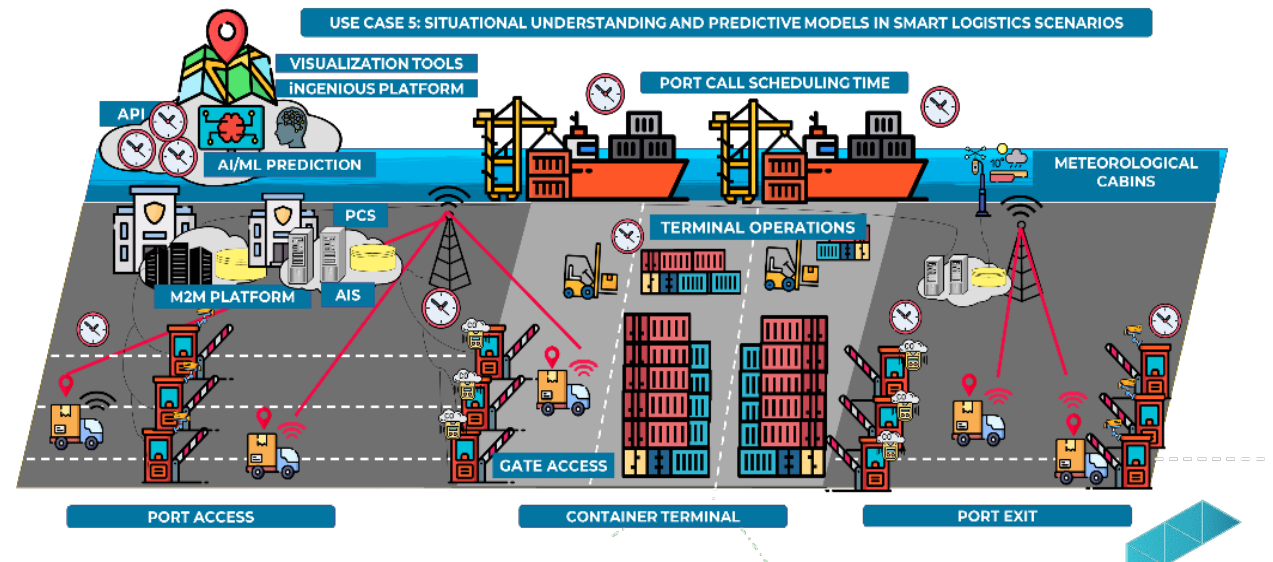 USE CASE 5: SITUATIONAL UNDERSTANDING AND PREDICTIVE MODELS IN SMART LOGISTICS SCENARIOS
VISUALIZATION TOOLS
iNGENIOUS PLATFORM
PORT CALL SCHEDULING TIME
API
AI/ML PREDICTION
10°
METEOROLOGICAL
CABINS
PCS
TERMINAL OPERATIONS
M2M PLATFORM
AIS
GATE ACCESS
PORT ACCESS
CONTAINER TERMINAL
PORT EXIT